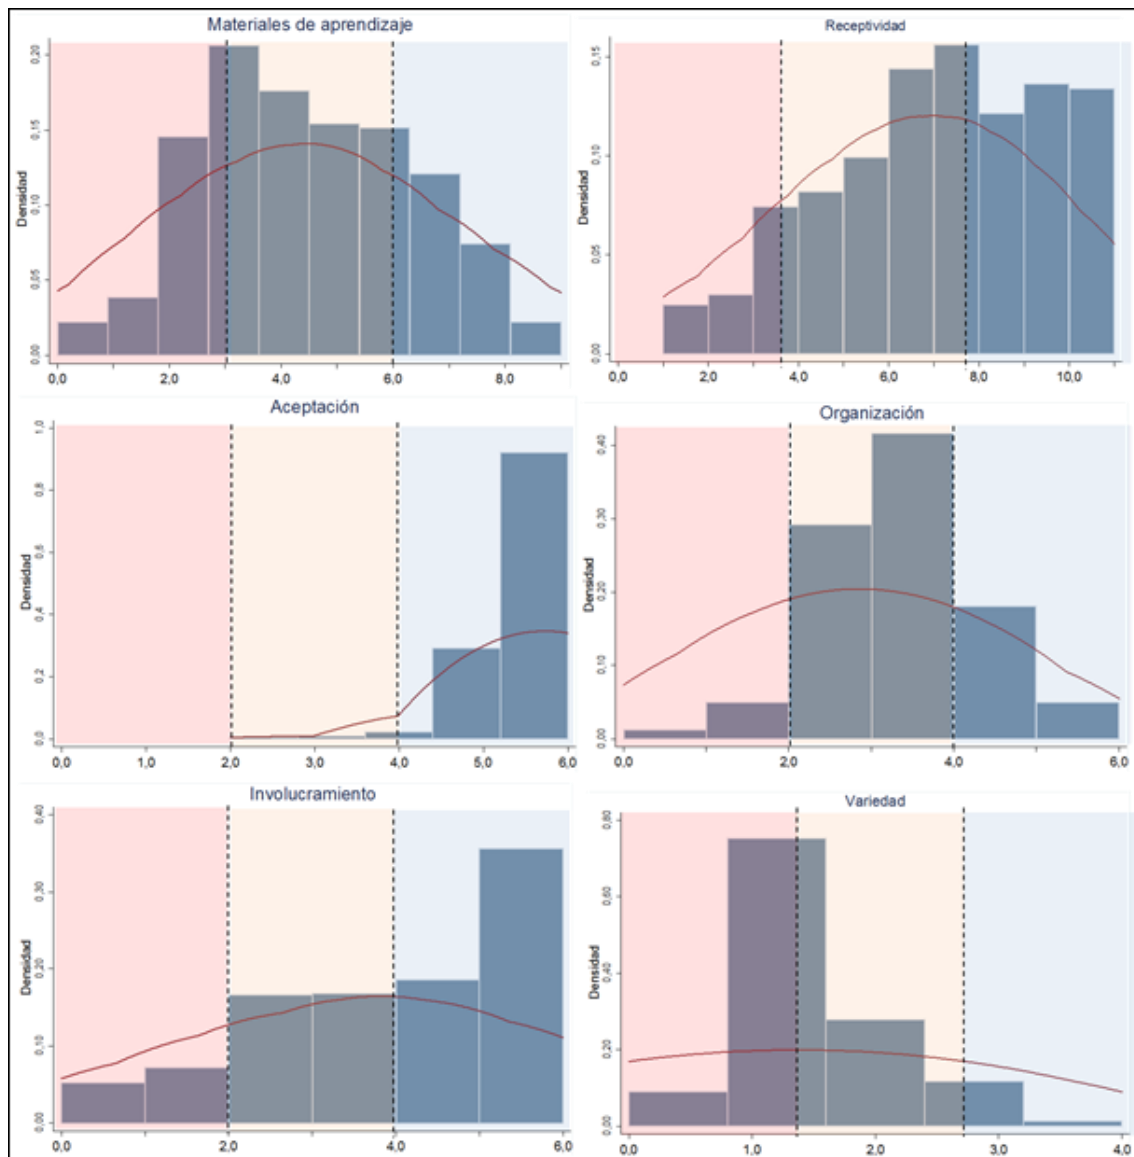 Materiales de aprendizaje
Densidad
0,20
0,15
0,10
0,05
0,00
0,0 2,0 4,0 6,0 8,0
Receptividad
Densidad
0,15
0,10
0,05
0,00
0,0 2,0 4,0 6,0 8,0 10,0
Aceptación
Densidad
1,0
0,8
0,6
0,4
0,2
0,0
0,0 1,0 2,0 3,0 4,0 5,0 6,0
Organización
Densidad
0,40
0,30
0,20
0,10
0,00
0,0 2,0 4,0 6,0
Involucramiento
Densidad
0,40
0,30
0,20
0,10
0,00
0,0 2,0 4,0 6,0
Variedad
Densidad
0,80
0,60
0,40
0,20
0,00
0,0 1,0 2,0 3,0 4,0